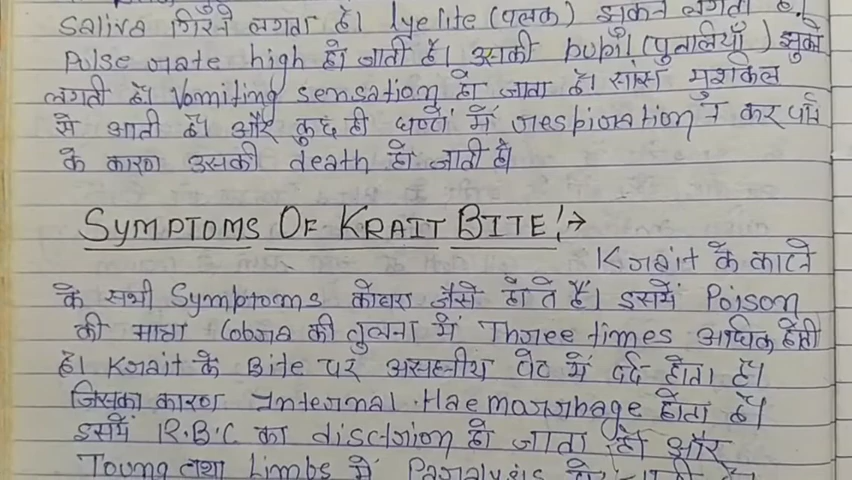 saliva गिरने लगता है। lyelite (पलक) झुकने लगती है।
Pulse rate high हो जाती है। उसकी pupil (पुतलियाँ) झुकने
लगती है। Vomiting sensation हो जाता है। सांस मुशकिल
से आती है। और कुछ ही घण्टों में respiration न कर पाने
के कारण उसकी death हो जाती है।
SYMPTOMS OF KRAIT BITE:→
Krait के काटने
के सभी Symptoms कोबरा जैसे होते हैं। इसमें Poison
की मात्रा Cobra की तुलना में Three times अधिक होती
है। Krait के Bite पर असहनीय पेट में दर्द होता है।
जिसका कारण Internal Haemorrhage होता है।
इसमें R.B.C का हो जाता है। और
Toung तथा Limbs में Paralysis